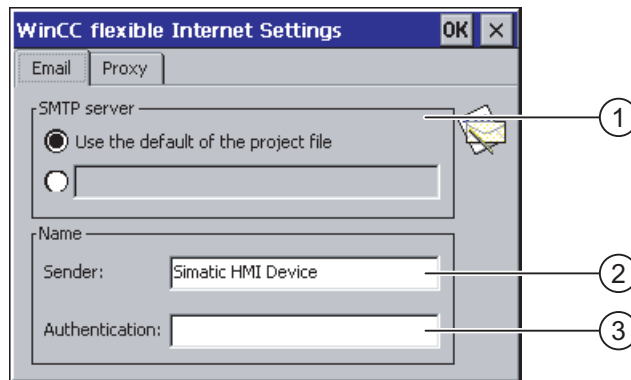 WinCC flexible Internet Settings OK ×
Email Proxy
SMTP server
1
Use the default of the project file
Name
Sender: Simatic HMI Device
2
Authentication:
3